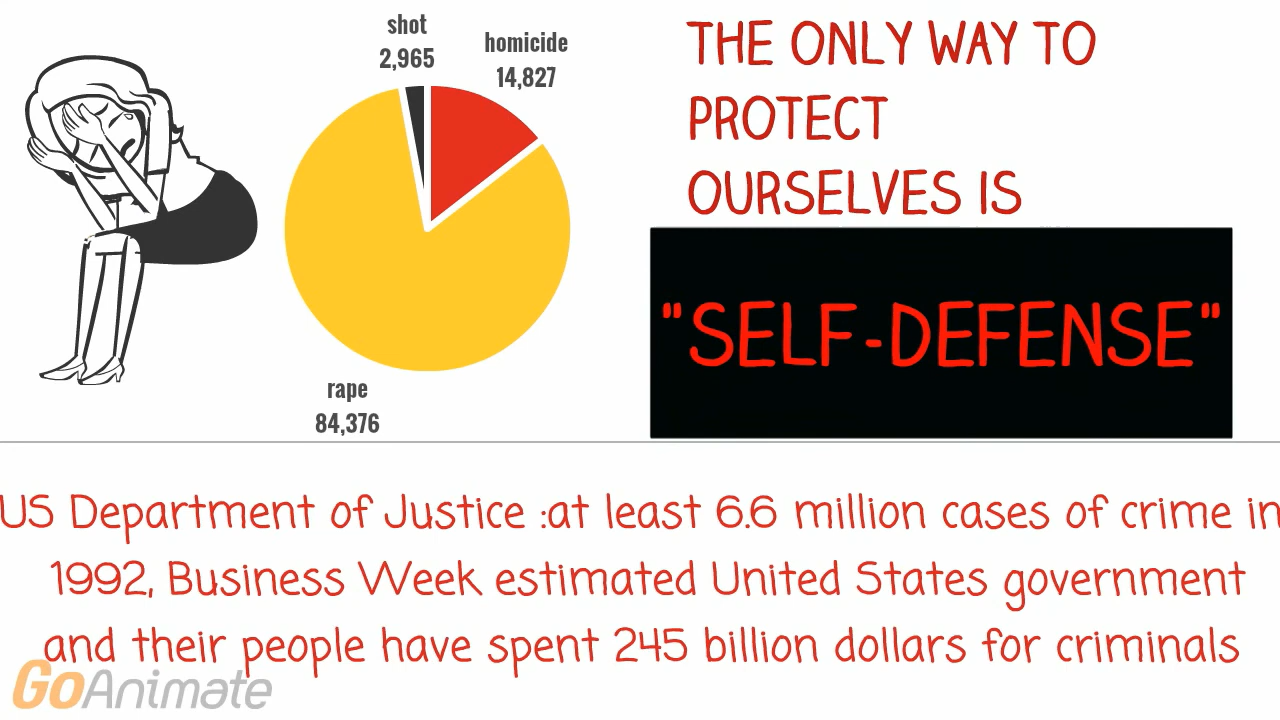 shot
2,965
homicide
14,827
rape
84,376
THE ONLY WAY TO
PROTECT
OURSELVES IS
"SELF-DEFENSE"
US Department of Justice :at least 6.6 million cases of crime in
1992, Business Week estimated United States government
and their people have spent 245 billion dollars for criminals
GoAnimate